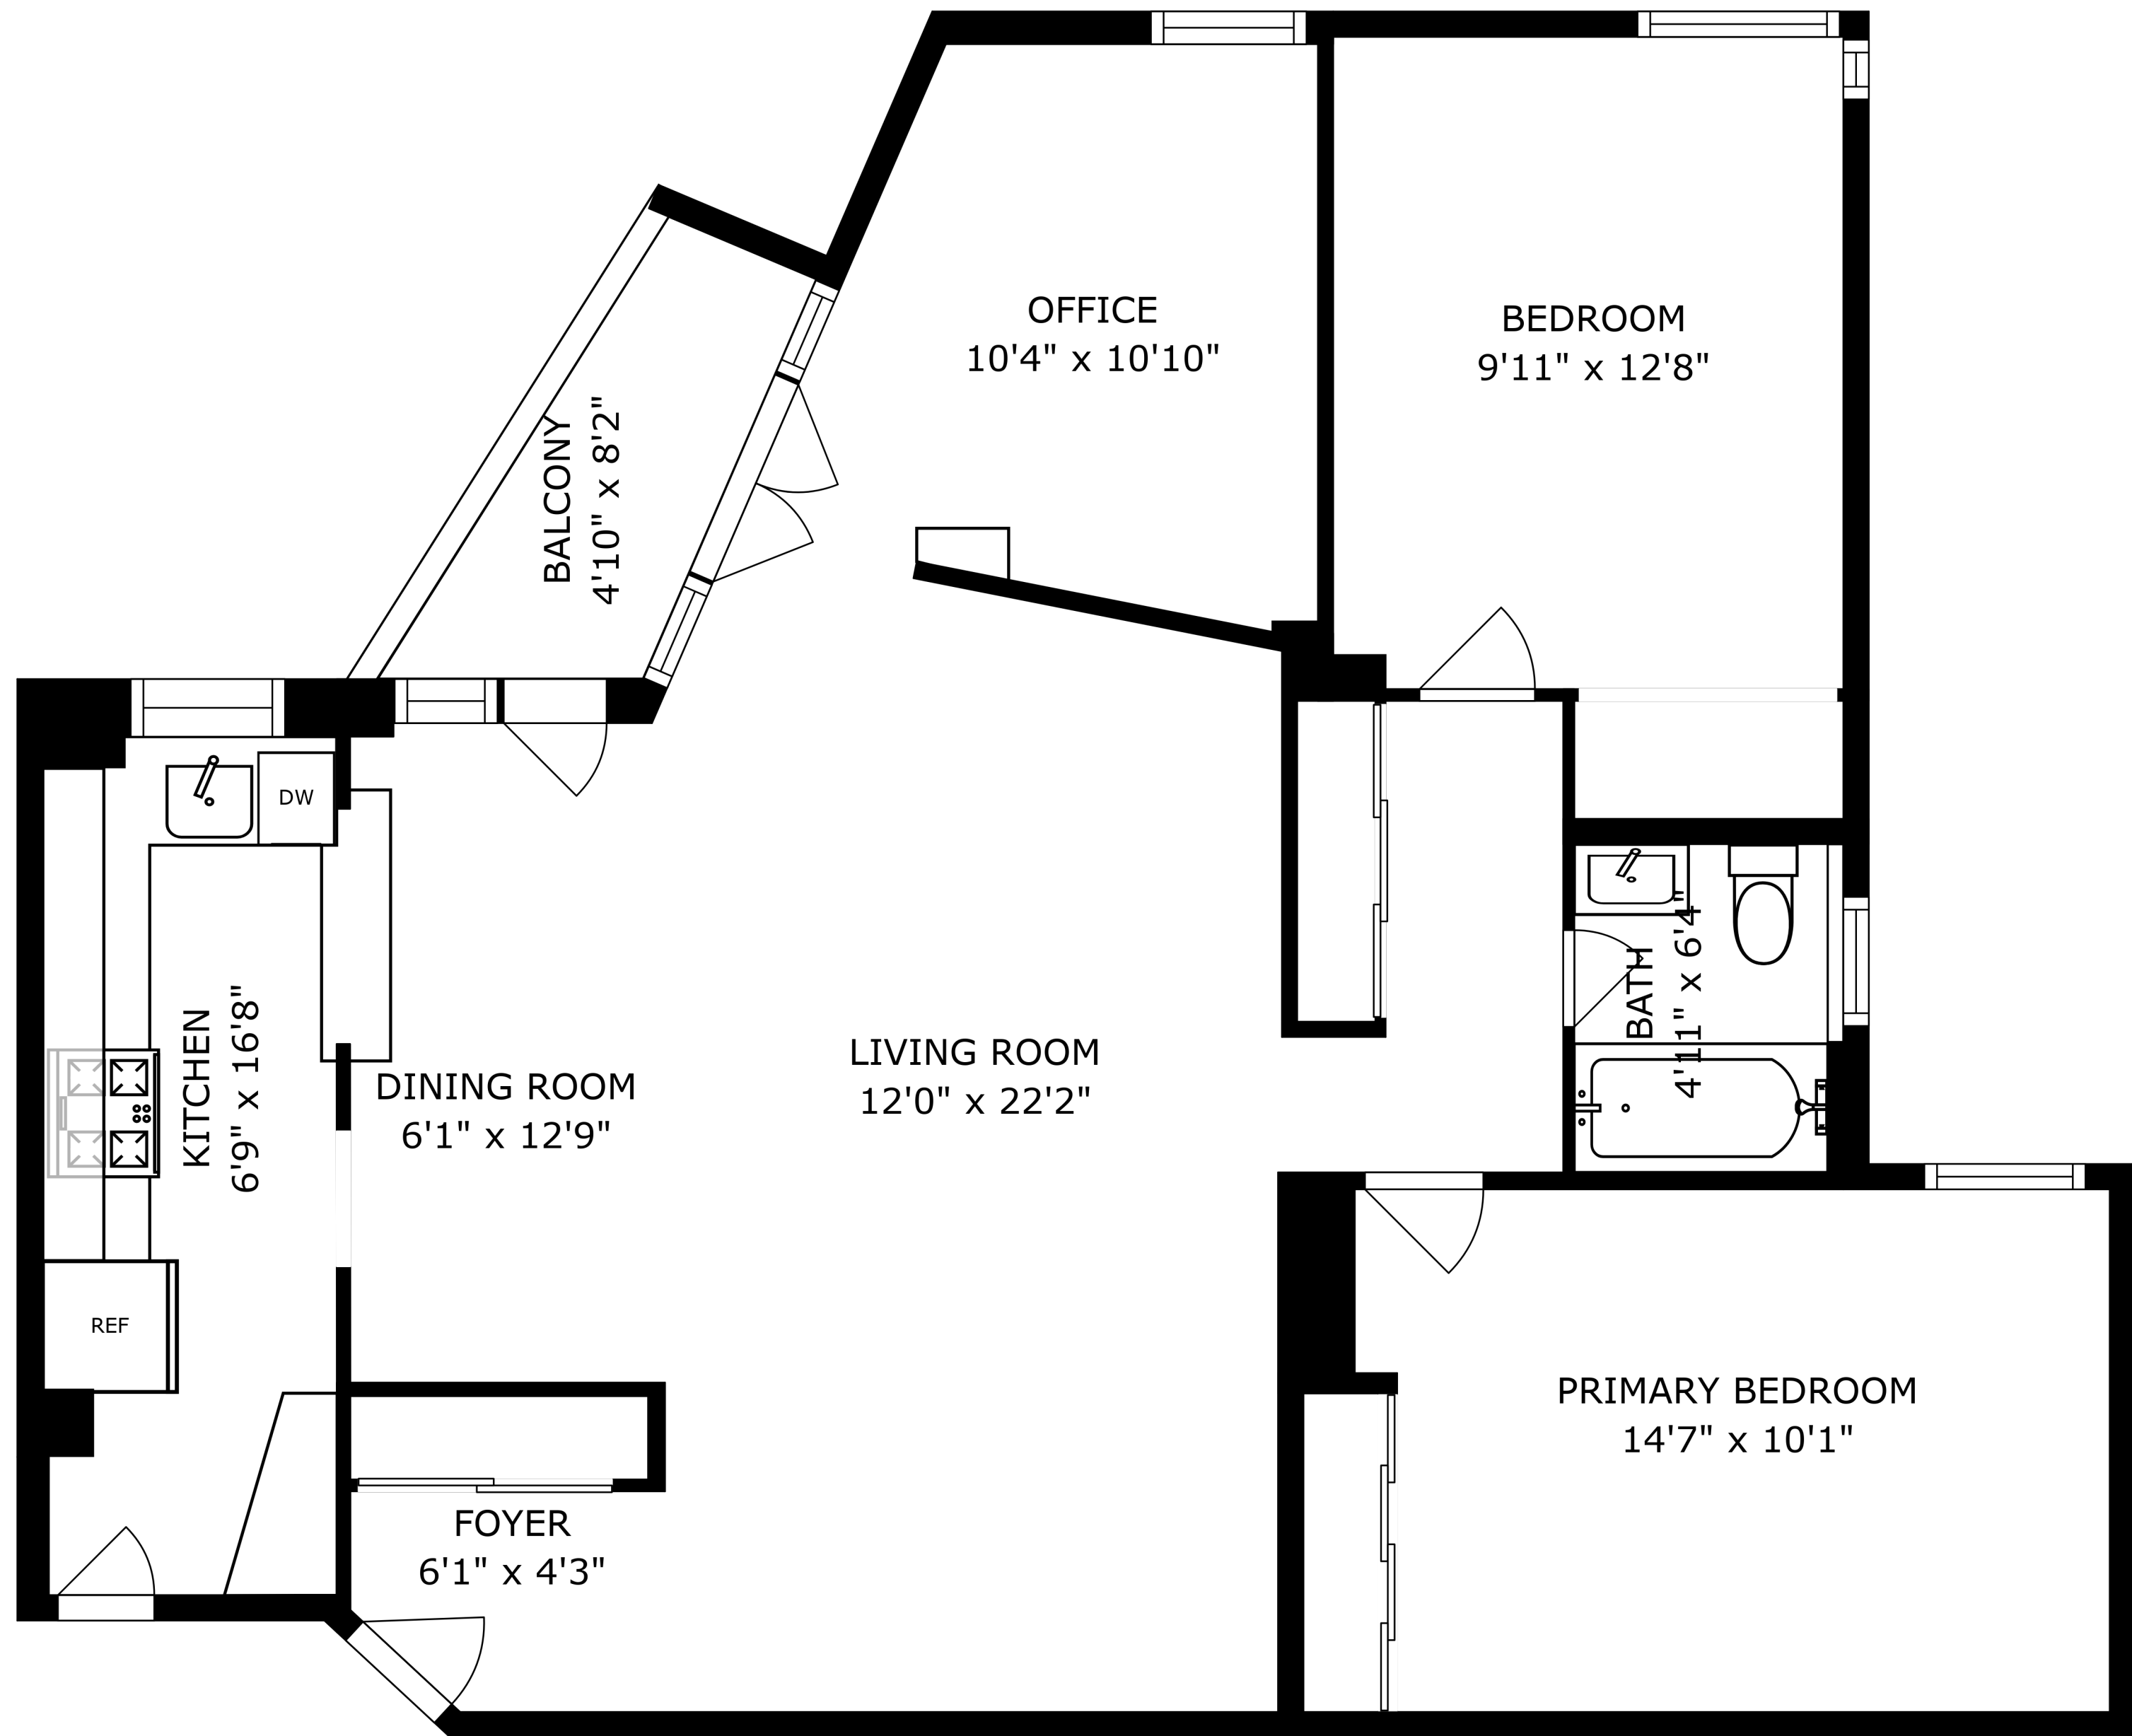 OFFICE
10'4" x 10'10"
BEDROOM
9'11" x 12'8"
BALCONY
4'10" x 8'2"
DW
KITCHEN
6'9" x 16'8"
DINING ROOM
6'1" x 12'9"
LIVING ROOM
12'0" x 22'2"
BATH
4'11" x 6'4"
REF
PRIMARY BEDROOM
14'7" x 10'1"
FOYER
6'1" x 4'3"